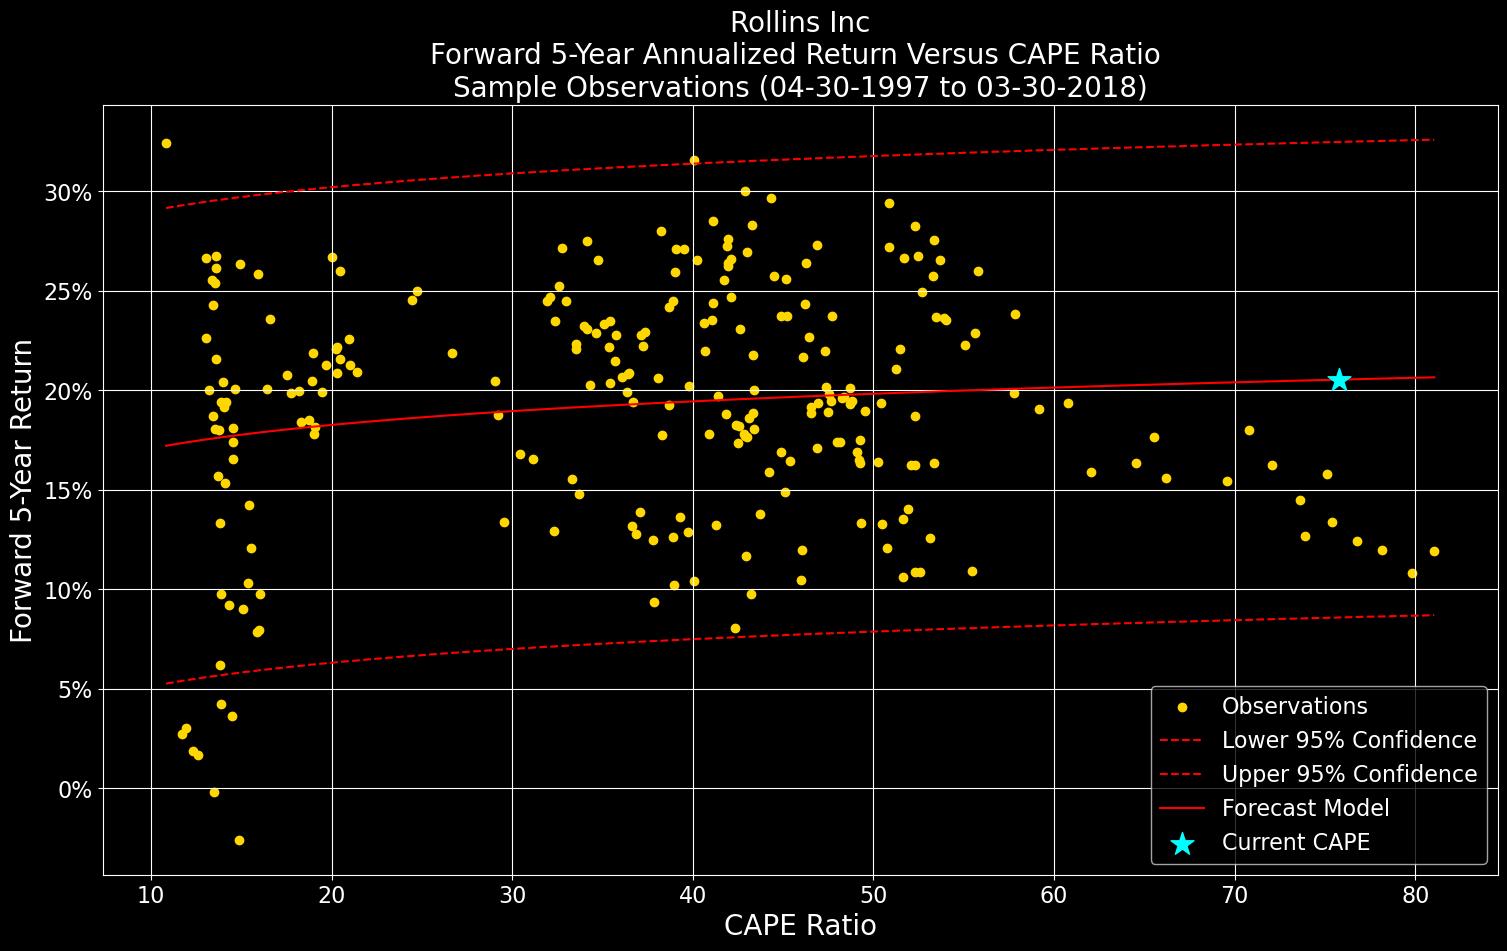 Rollins Inc
Forward 5-Year Annualized Return Versus CAPE Ratio
Sample Observations (04-30-1997 to 03-30-2018)
Forward 5-Year Return
30%
25%
20%
15%
10%
5%
0%
Observations
Lower 95% Confidence
Upper 95% Confidence
Forecast Model
Current CAPE
10 20 30 40 50 60 70 80
CAPE Ratio